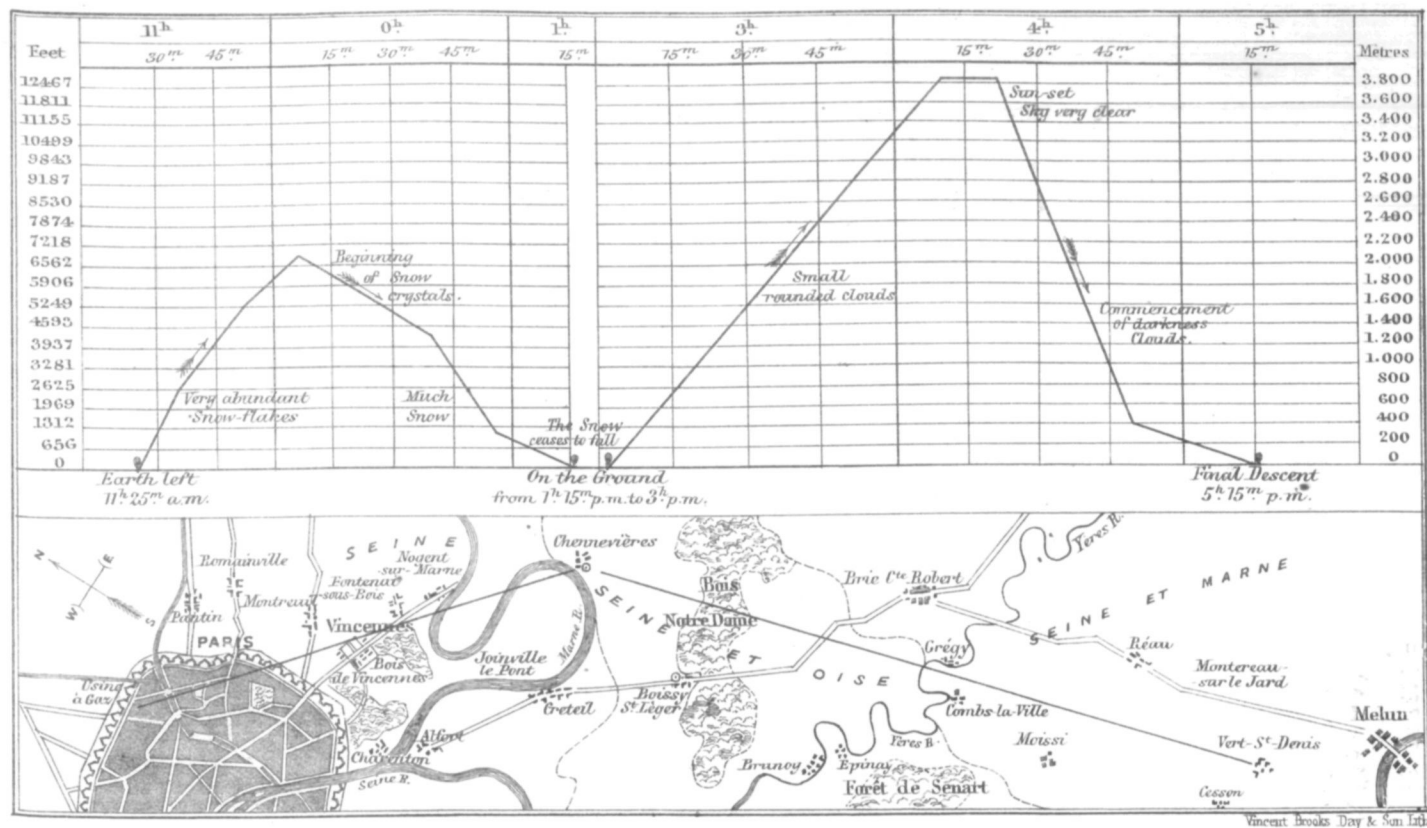 11ʰ 0ʰ 1ʰ 3ʰ 4ʰ 5ʰ
Feet 30ᵐ 45ᵐ 15ᵐ 30ᵐ 45ᵐ 15ᵐ 15ᵐ 30ᵐ 45ᵐ 15ᵐ 30ᵐ 45ᵐ 15ᵐ Mètres
12467 3.800
11811 3.600
11155 3.400
10499 3.200
9843 3.000
9187 2.800
8530 2.600
7874 2.400
7218 2.200
6562 2.000
5906 1.800
5249 1.600
4595 1.400
3937 1.200
3281 1.000
2625 800
1969 600
1312 400
656 200
0 0
Sun-set
Sky very clear
Beginning
of Snow
crystals.
Small
rounded clouds
Commencement
of darkness
Clouds.
Very abundant
Snow-flakes
Much
Snow
The Snow
ceases to fall
Earth left
11ʰ 25ᵐ a.m.
On the Ground
from 1ʰ 15ᵐ p.m. to 3ʰ p.m.
Final Descent
5ʰ 15ᵐ p.m.
N
E
W
S
SEINE
Romainville
Pantin
Montreuil
Fontenai
sous-Bois
Nogent
sur-Marne
Vincennes
PARIS
Bois
de Vincennes
Usine
à Gaz
Charenton
Seine R.
Alfort
Joinville
le Pont
Creteil
Marne R.
Chennevières
SEINE ET OISE
Bois
Notre Dame
Boissy
Sᵗ Lèger
Brie Cᵗᵉ Robert
Yères R.
SEINE ET MARNE
Grégy
Réau
Montereau
sur le Jard
Combs-la-Ville
Yères R.
Brunoy
Epinay
Forêt de Senart
Moissi
Vert-Sᵗ-Denis
Cesson
Melun
Vincent Brooks Day & Son Lith